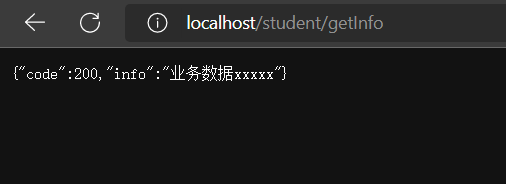 localhost/student/getInfo
{"code":200,"info":"业务数据xxxxx"}